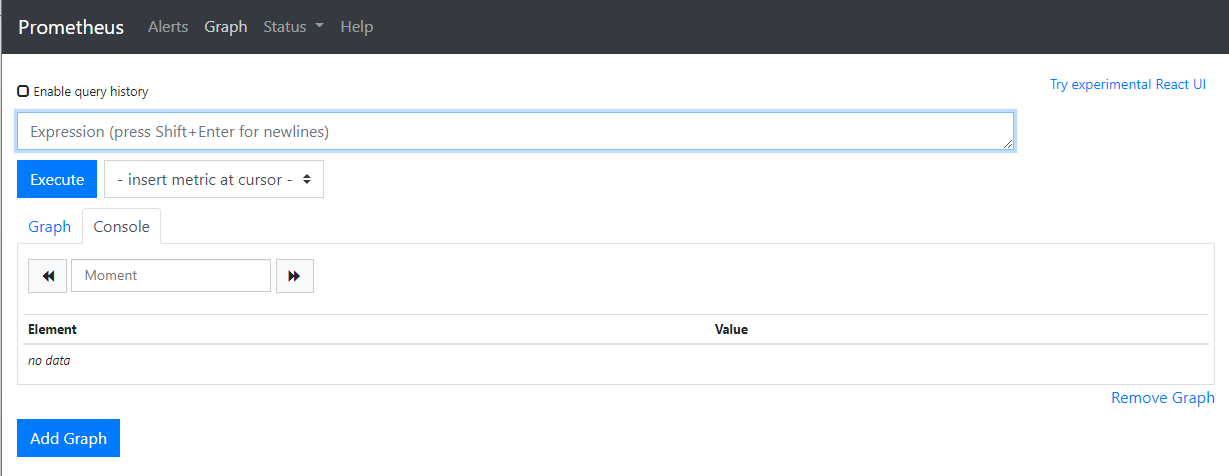 Prometheus Alerts Graph Status Help
Enable query history
Try experimental React UI
Expression (press Shift+Enter for newlines)
Execute - insert metric at cursor -
Graph Console
Moment
Element Value
no data
Remove Graph
Add Graph